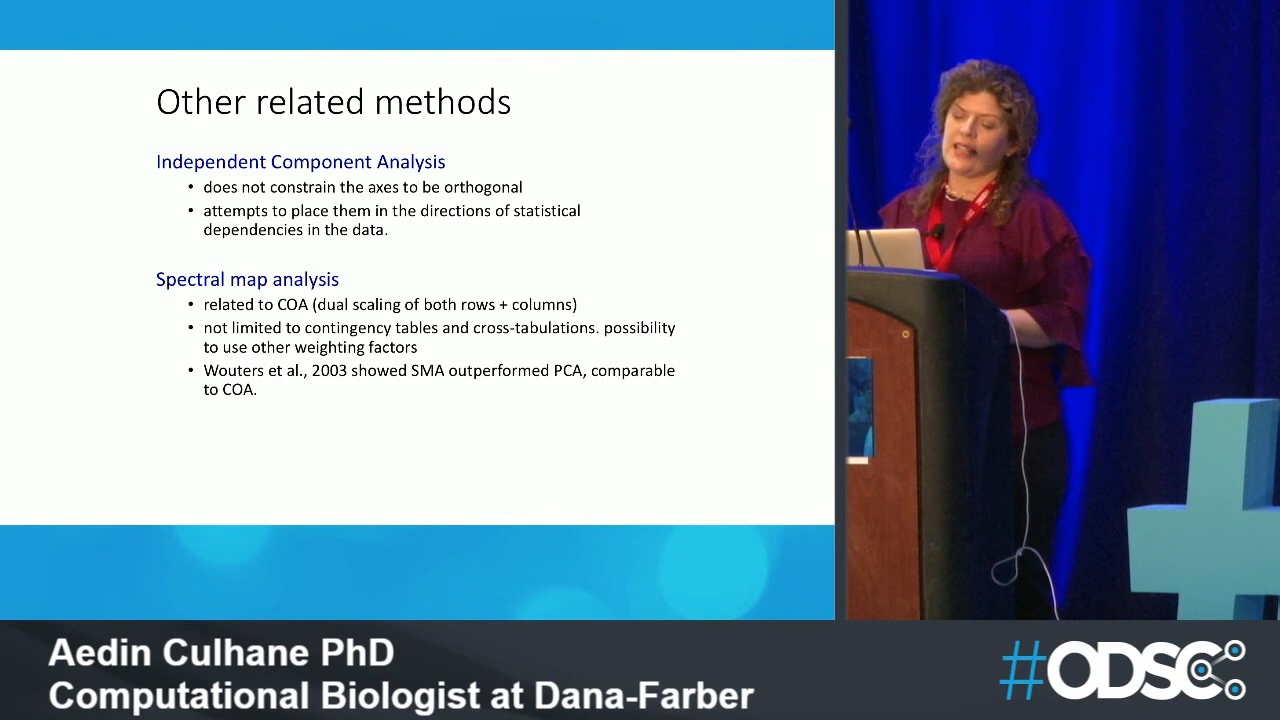 Other related methods
Independent Component Analysis
• does not constrain the axes to be orthogonal
• attempts to place them in the directions of statistical
dependencies in the data.
Spectral map analysis
• related to COA (dual scaling of both rows + columns)
• not limited to contingency tables and cross-tabulations. possibility
to use other weighting factors
• Wouters et al., 2003 showed SMA outperformed PCA, comparable
to COA.
Aedin Culhane PhD
Computational Biologist at Dana-Farber
#ODSC